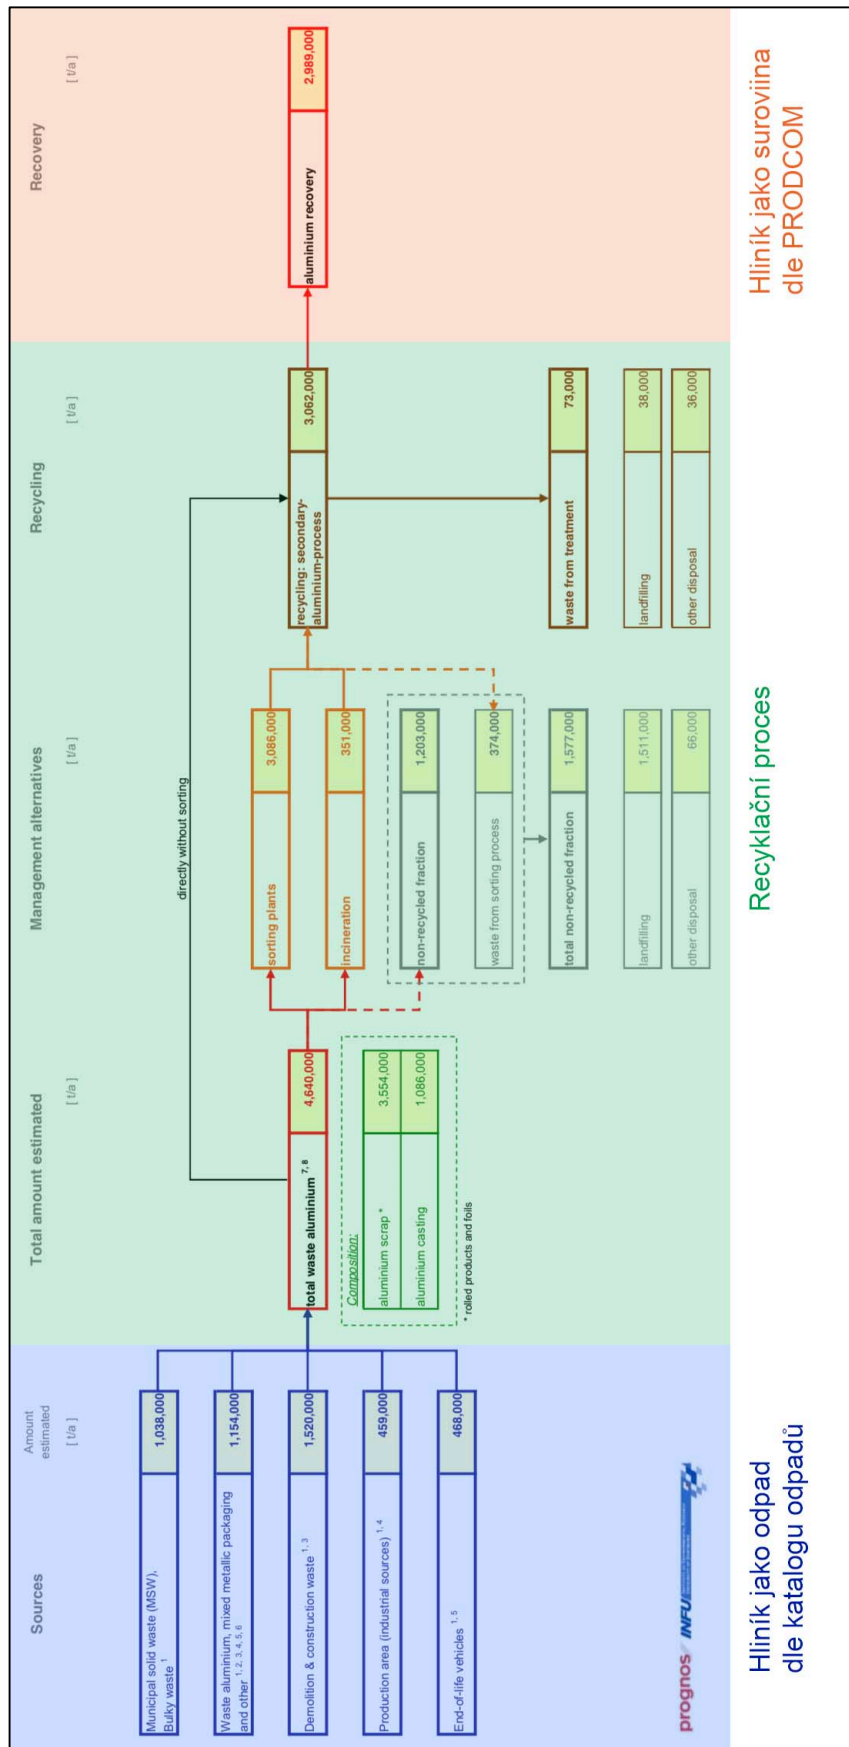 Sources
Amount
estimated
[ t/a ]
Total amount estimated
[ t/a ]
Management alternatives
[ t/a ]
Recycling
[ t/a ]
Recovery
[ t/a ]
Municipal solid waste (MSW),
Bulky waste 1
1,038,000
Waste aluminium, mixed metallic packaging
and other 1, 2, 3, 4, 5, 6
1,154,000
Demolition & construction waste 1, 3
1,520,000
Production area (industrial sources) 1, 4
459,000
End-of-life vehicles 1, 5
468,000
directly without sorting
total waste aluminium 7, 8
4,640,000
Composition:
aluminium scrap *
3,554,000
aluminium casting
1,086,000
* rolled products and foils
sorting plants
3,086,000
incineration
351,000
non-recycled fraction
1,203,000
waste from sorting process
374,000
total non-recycled fraction
1,577,000
landfilling
1,511,000
other disposal
66,000
recycling: secondary-
aluminium-process
3,062,000
waste from treatment
73,000
landfilling
38,000
other disposal
36,000
aluminium recovery
2,989,000
prognos INFU
Hliník jako odpad
dle katalogu odpadů
Recyklační proces
Hliník jako suroviina
dle PRODCOM